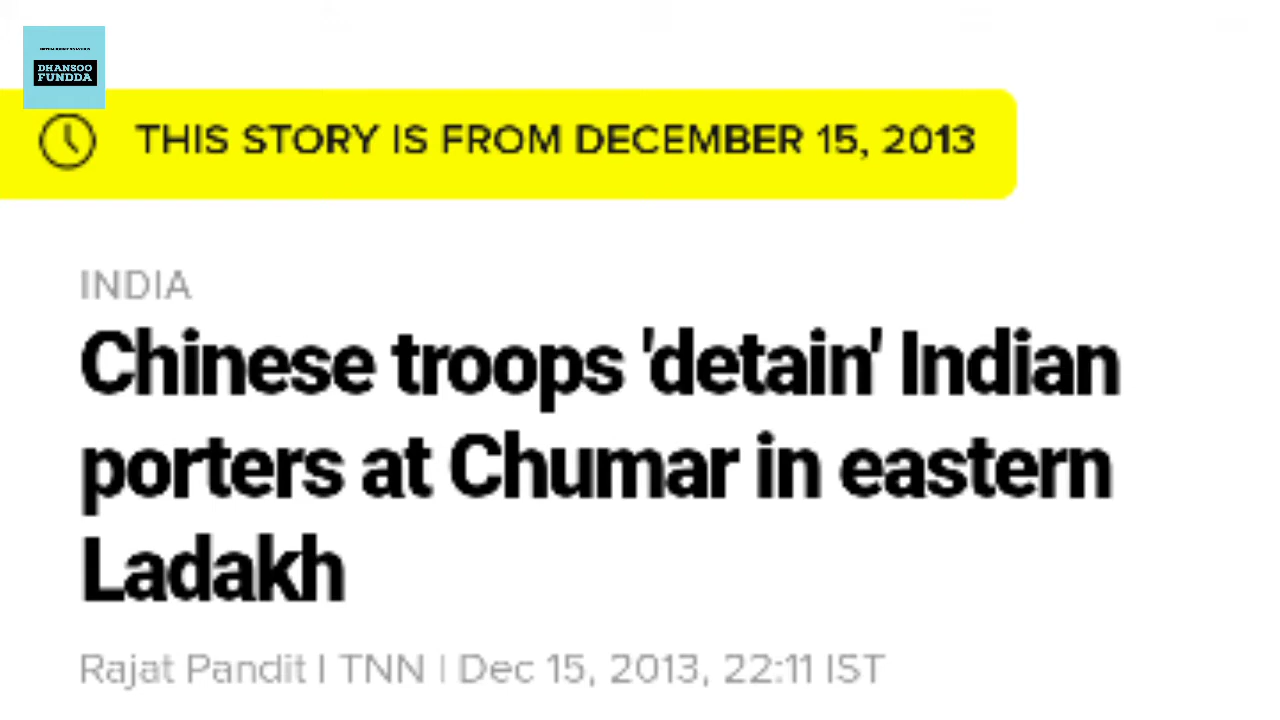 DHANSOO
FUNDDA
THIS STORY IS FROM DECEMBER 15, 2013
INDIA
Chinese troops 'detain' Indian
porters at Chumar in eastern
Ladakh
Rajat Pandit | TNN | Dec 15, 2013, 22:11 IST